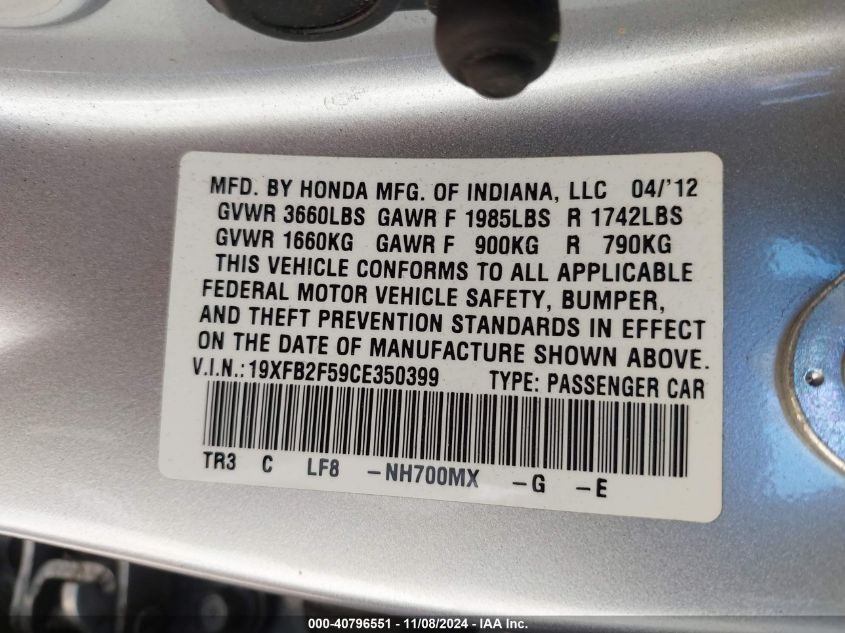 MFD. BY HONDA MFG. OF INDIANA, LLC 04/'12
GVWR 3660LBS GAWR F 1985LBS R 1742LBS
GVWR 1660KG GAWR F 900KG R 790KG
THIS VEHICLE CONFORMS TO ALL APPLICABLE
FEDERAL MOTOR VEHICLE SAFETY, BUMPER,
AND THEFT PREVENTION STANDARDS IN EFFECT
ON THE DATE OF MANUFACTURE SHOWN ABOVE.
V.I.N.:19XFB2F59CE350399 TYPE: PASSENGER CAR
TR3 C LF8 -NH700MX -G -E
000-40796551 - 11/08/2024 - IAA Inc.